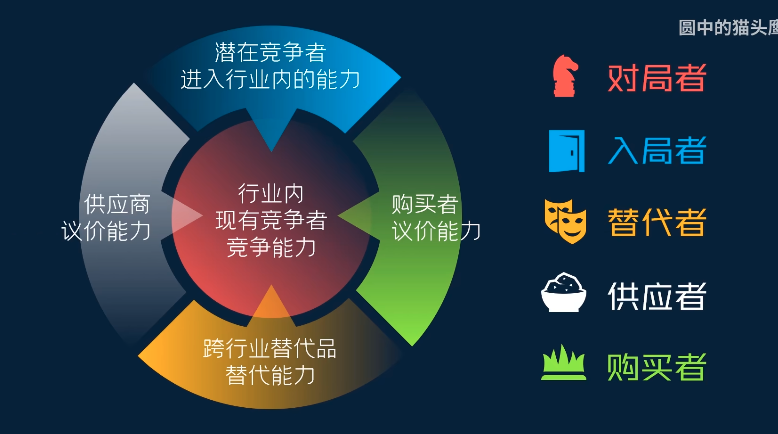 圆中的猫头鹰
潜在竞争者
进入行业内的能力
供应商
议价能力
行业内
现有竞争者
竞争能力
购买者
议价能力
跨行业替代品
替代能力
对局者
入局者
替代者
供应者
购买者